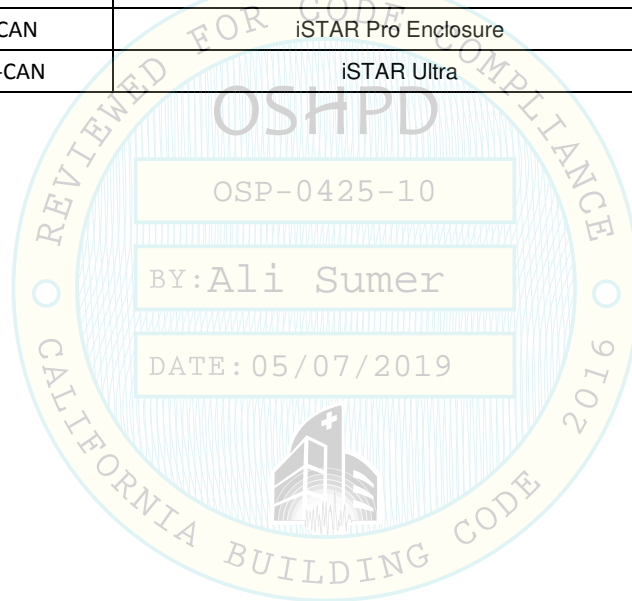 CAN iSTAR Pro Enclosure
-CAN iSTAR Ultra
REVIEWED FOR CODE COMPLIANCE
OSHPD
OSP-0425-10
BY: Ali Sumer
DATE: 05/07/2019
CALIFORNIA BUILDING CODE 2016